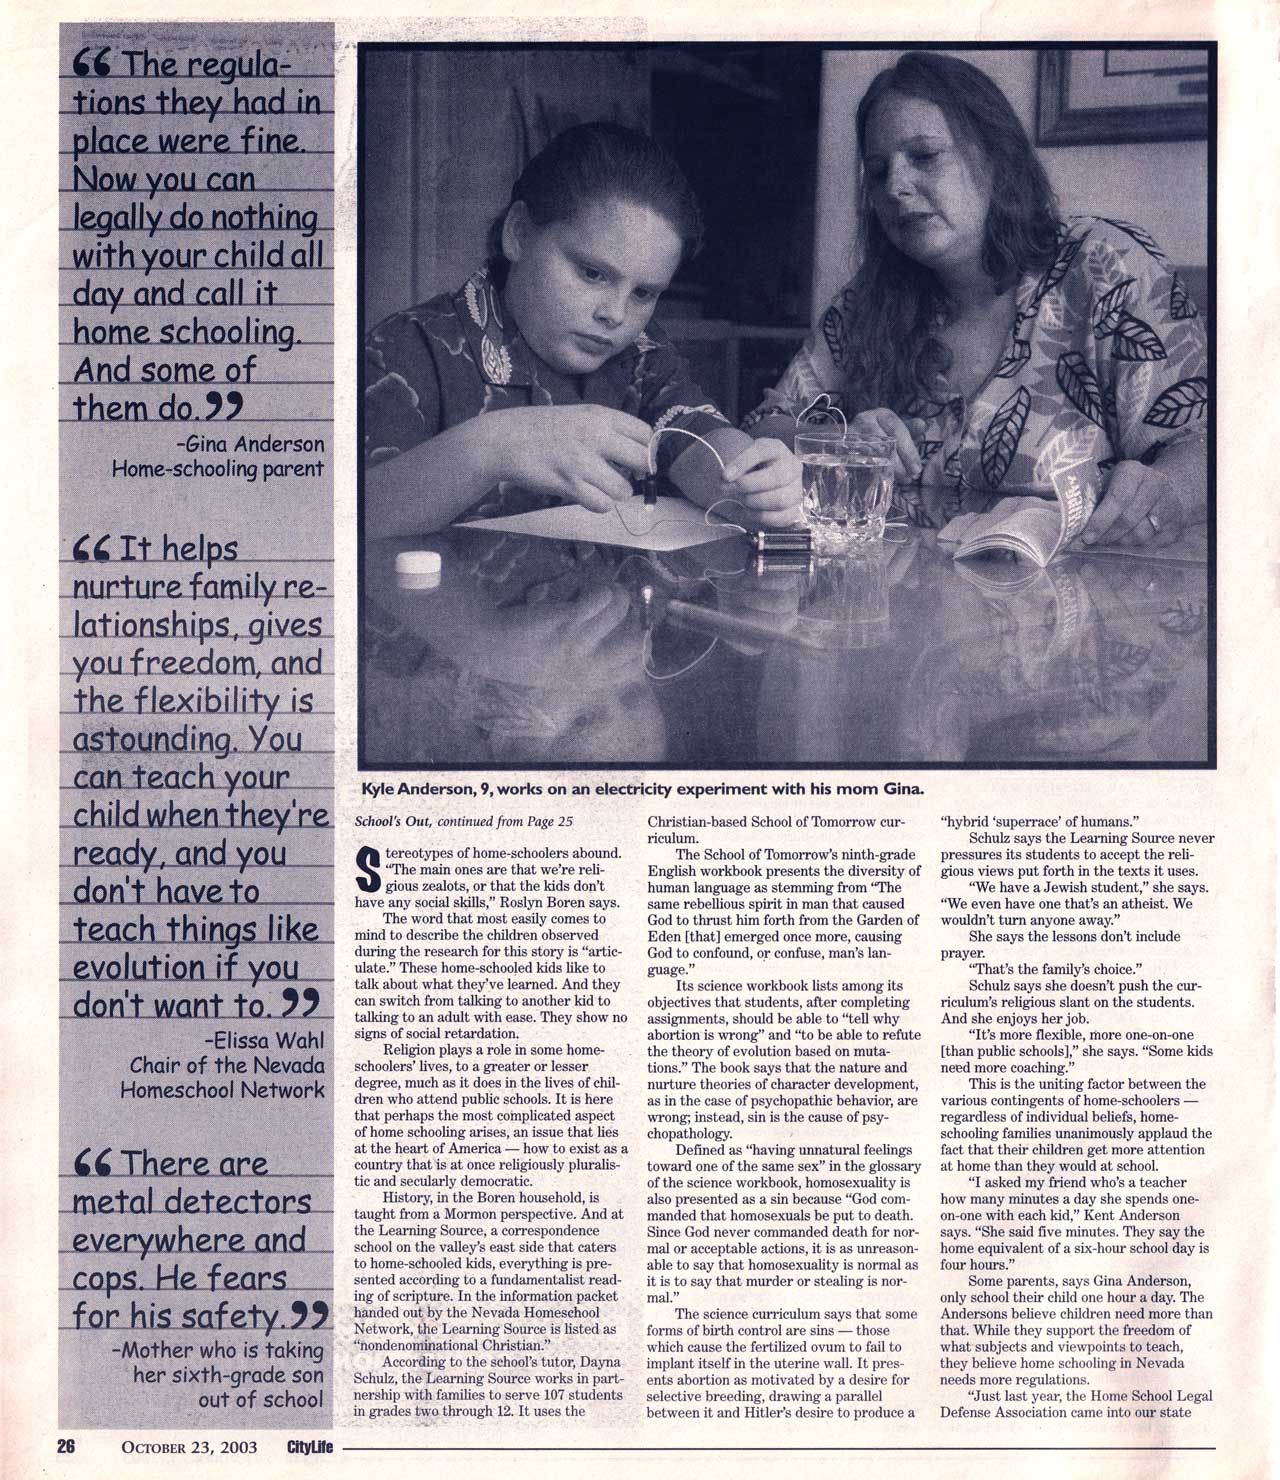 “The regula-
tions they had in
place were fine.
Now you can
legally do nothing
with your child all
day and call it
home schooling.
And some of
them do.”
–Gina Anderson
Home-schooling parent
“It helps
nurture family re-
lationships, gives
you freedom, and
the flexibility is
astounding. You
can teach your
child when they're
ready, and you
don't have to
teach things like
evolution if you
don't want to.”
–Elissa Wahl
Chair of the Nevada
Homeschool Network
“There are
metal detectors
everywhere and
cops. He fears
for his safety.”
–Mother who is taking
her sixth-grade son
out of school
Kyle Anderson, 9, works on an electricity experiment with his mom Gina.
School's Out, continued from Page 25
Stereotypes of home-schoolers abound.
“The main ones are that we're reli-
gious zealots, or that the kids don't
have any social skills,” Roslyn Boren says.
The word that most easily comes to
mind to describe the children observed
during the research for this story is “artic-
ulate.” These home-schooled kids like to
talk about what they've learned. And they
can switch from talking to another kid to
talking to an adult with ease. They show no
signs of social retardation.
Religion plays a role in some home-
schoolers' lives, to a greater or lesser
degree, much as it does in the lives of chil-
dren who attend public schools. It is here
that perhaps the most complicated aspect
of home schooling arises, an issue that lies
at the heart of America — how to exist as a
country that is at once religiously pluralis-
tic and secularly democratic.
History, in the Boren household, is
taught from a Mormon perspective. And at
the Learning Source, a correspondence
school on the valley's east side that caters
to home-schooled kids, everything is pre-
sented according to a fundamentalist read-
ing of scripture. In the information packet
handed out by the Nevada Homeschool
Network, the Learning Source is listed as
“nondenominational Christian.”
According to the school's tutor, Dayna
Schulz, the Learning Source works in part-
nership with families to serve 107 students
in grades two through 12. It uses the
Christian-based School of Tomorrow cur-
riculum.
The School of Tomorrow's ninth-grade
English workbook presents the diversity of
human language as stemming from “The
same rebellious spirit in man that caused
God to thrust him forth from the Garden of
Eden [that] emerged once more, causing
God to confound, or confuse, man's lan-
guage.”
Its science workbook lists among its
objectives that students, after completing
assignments, should be able to “tell why
abortion is wrong” and “to be able to refute
the theory of evolution based on muta-
tions.” The book says that the nature and
nurture theories of character development,
as in the case of psychopathic behavior, are
wrong; instead, sin is the cause of psy-
chopathology.
Defined as “having unnatural feelings
toward one of the same sex” in the glossary
of the science workbook, homosexuality is
also presented as a sin because “God com-
manded that homosexuals be put to death.
Since God never commanded death for nor-
mal or acceptable actions, it is as unreason-
able to say that homosexuality is normal as
it is to say that murder or stealing is nor-
mal.”
The science curriculum says that some
forms of birth control are sins — those
which cause the fertilized ovum to fail to
implant itself in the uterine wall. It pres-
ents abortion as motivated by a desire for
selective breeding, drawing a parallel
between it and Hitler's desire to produce a
“hybrid ‘superrace’ of humans.”
Schulz says the Learning Source never
pressures its students to accept the reli-
gious views put forth in the texts it uses.
“We have a Jewish student,” she says.
“We even have one that's an atheist. We
wouldn't turn anyone away.”
She says the lessons don't include
prayer.
“That's the family's choice.”
Schulz says she doesn't push the cur-
riculum's religious slant on the students.
And she enjoys her job.
“It's more flexible, more one-on-one
[than public schools],” she says. “Some kids
need more coaching.”
This is the uniting factor between the
various contingents of home-schoolers —
regardless of individual beliefs, home-
schooling families unanimously applaud the
fact that their children get more attention
at home than they would at school.
“I asked my friend who's a teacher
how many minutes a day she spends one-
on-one with each kid,” Kent Anderson
says. “She said five minutes. They say the
home equivalent of a six-hour school day is
four hours.”
Some parents, says Gina Anderson,
only school their child one hour a day. The
Andersons believe children need more than
that. While they support the freedom of
what subjects and viewpoints to teach,
they believe home schooling in Nevada
needs more regulations.
“Just last year, the Home School Legal
Defense Association came into our state
26 October 23, 2003 CityLife